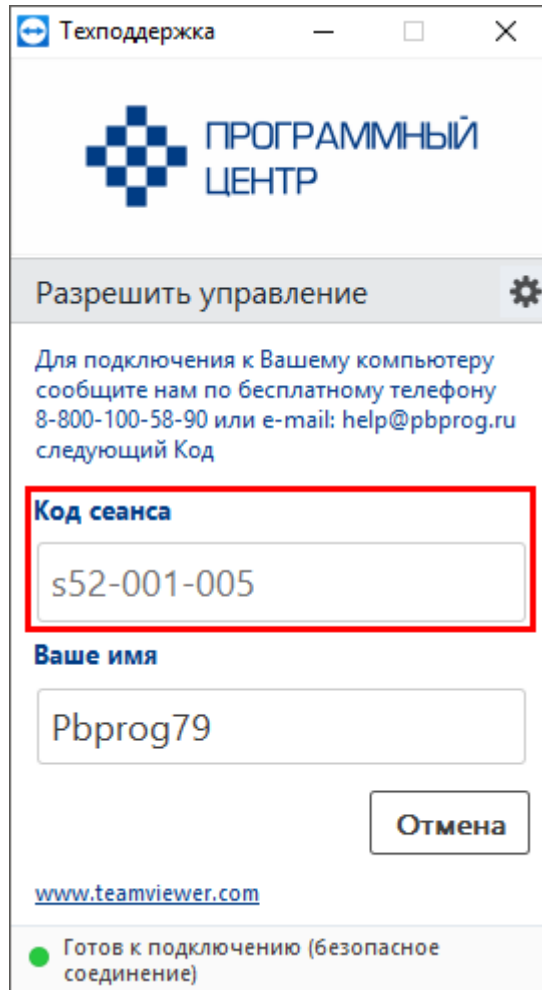 Техподдержка
ПРОГРАММНЫЙ
ЦЕНТР
Разрешить управление
Для подключения к Вашему компьютеру
сообщите нам по бесплатному телефону
8-800-100-58-90 или e-mail: help@pbprog.ru
следующий Код
Код сеанса
s52-001-005
Ваше имя
Pbprog79
Отмена
www.teamviewer.com
Готов к подключению (безопасное
соединение)